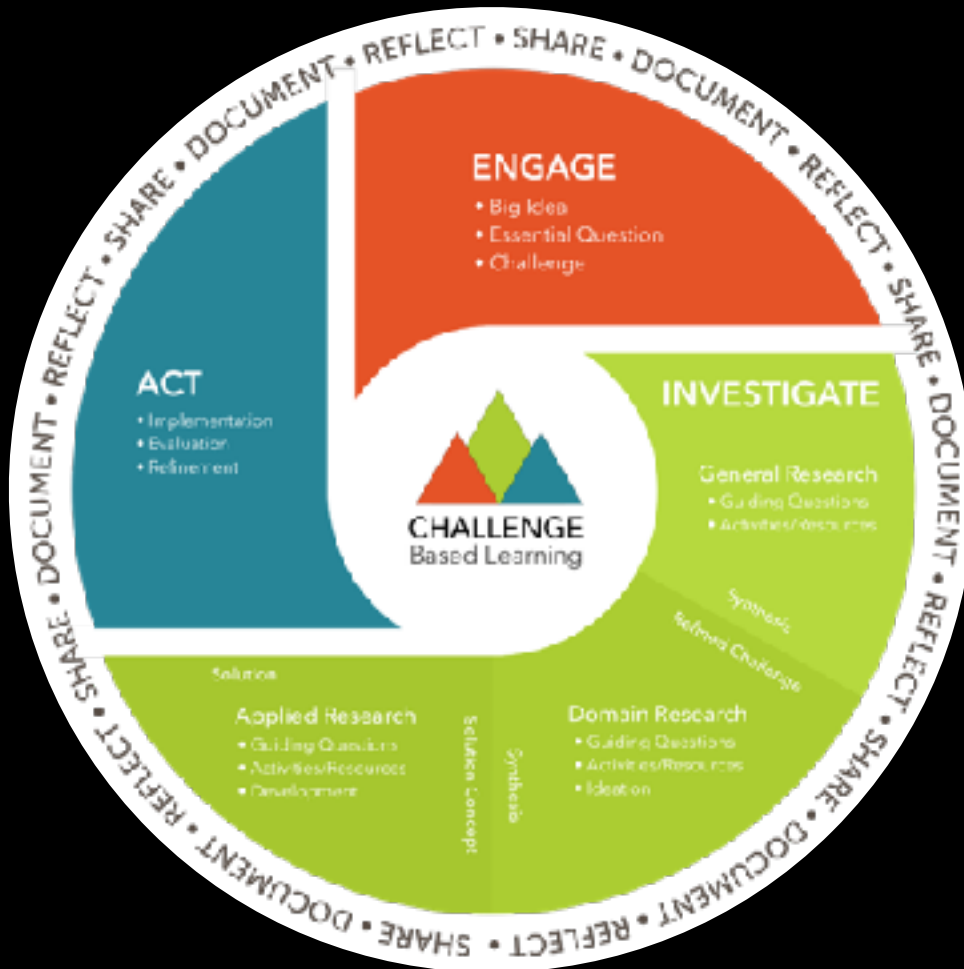 REFLECT • SHARE • DOCUMENT • REFLECT • SHARE • DOCUMENT • REFLECT • SHARE • DOCUMENT • REFLECT • SHARE • DOCUMENT • REFLECT • SHARE • DOCUMENT • REFLECT • SHARE • DOCUMENT •
ENGAGE
• Big Idea
• Essential Question
• Challenge
INVESTIGATE
General Research
• Guiding Questions
• Activities/Resources
Synthesis
Refined Challenge
Domain Research
• Guiding Questions
• Activities/Resources
• Ideation
Synthesis
Solution Concept
Applied Research
• Guiding Questions
• Activities/Resources
• Development
Solution
ACT
• Implementation
• Evaluation
• Refinement
CHALLENGE
Based Learning